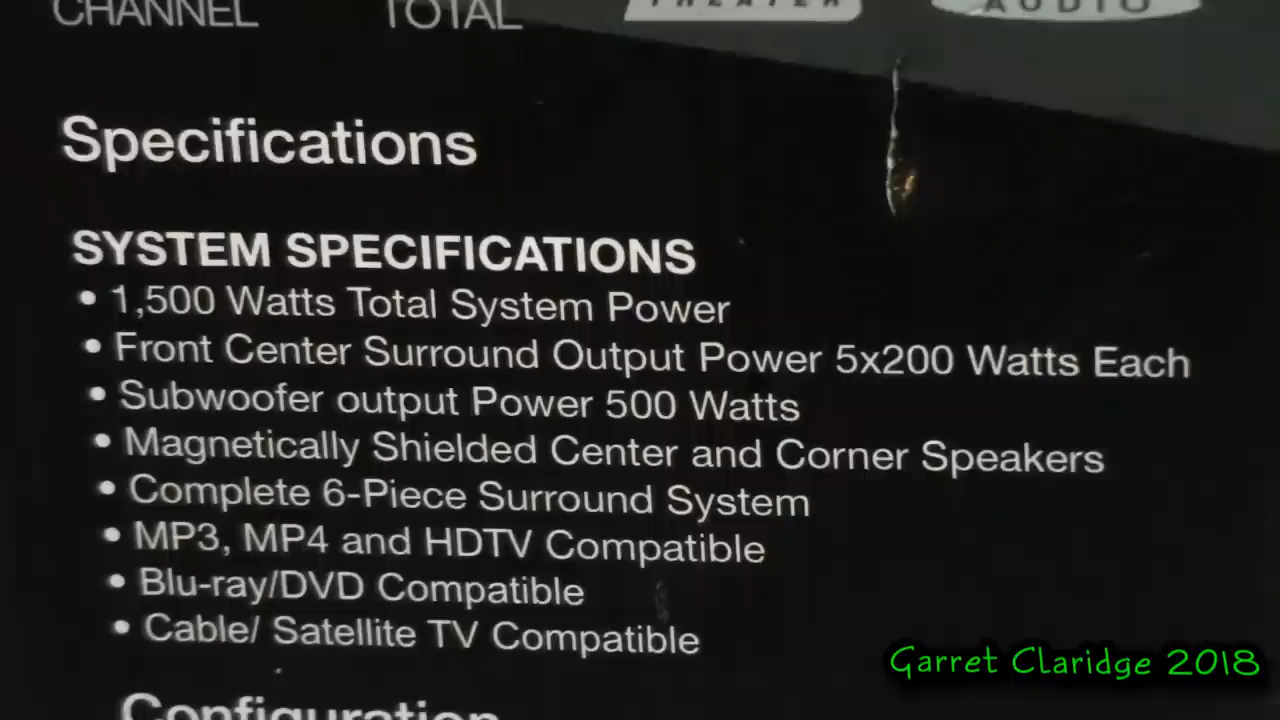 CHANNEL TOTAL THEATER AUDIO
Specifications
SYSTEM SPECIFICATIONS
• 1,500 Watts Total System Power
• Front Center Surround Output Power 5x200 Watts Each
• Subwoofer output Power 500 Watts
• Magnetically Shielded Center and Corner Speakers
• Complete 6-Piece Surround System
• MP3, MP4 and HDTV Compatible
• Blu-ray/DVD Compatible
• Cable/ Satellite TV Compatible
Garret Claridge 2018
Configuration